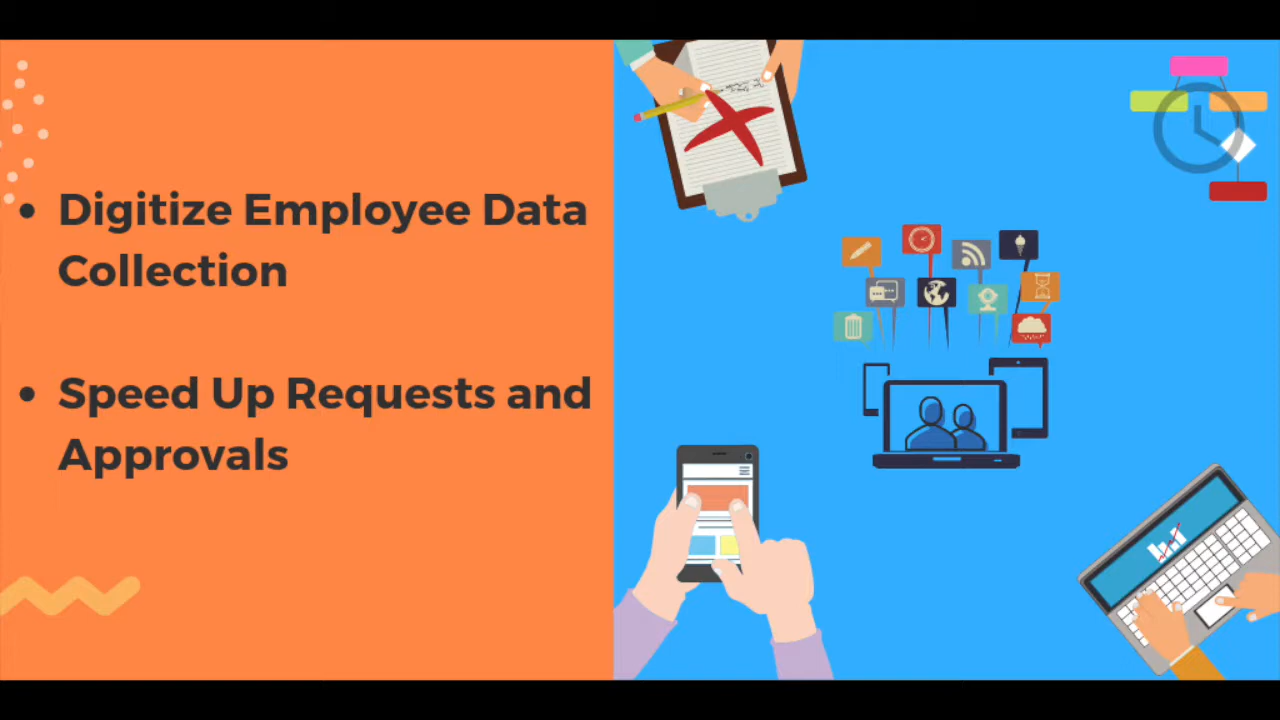 • Digitize Employee Data
Collection
• Speed Up Requests and
Approvals